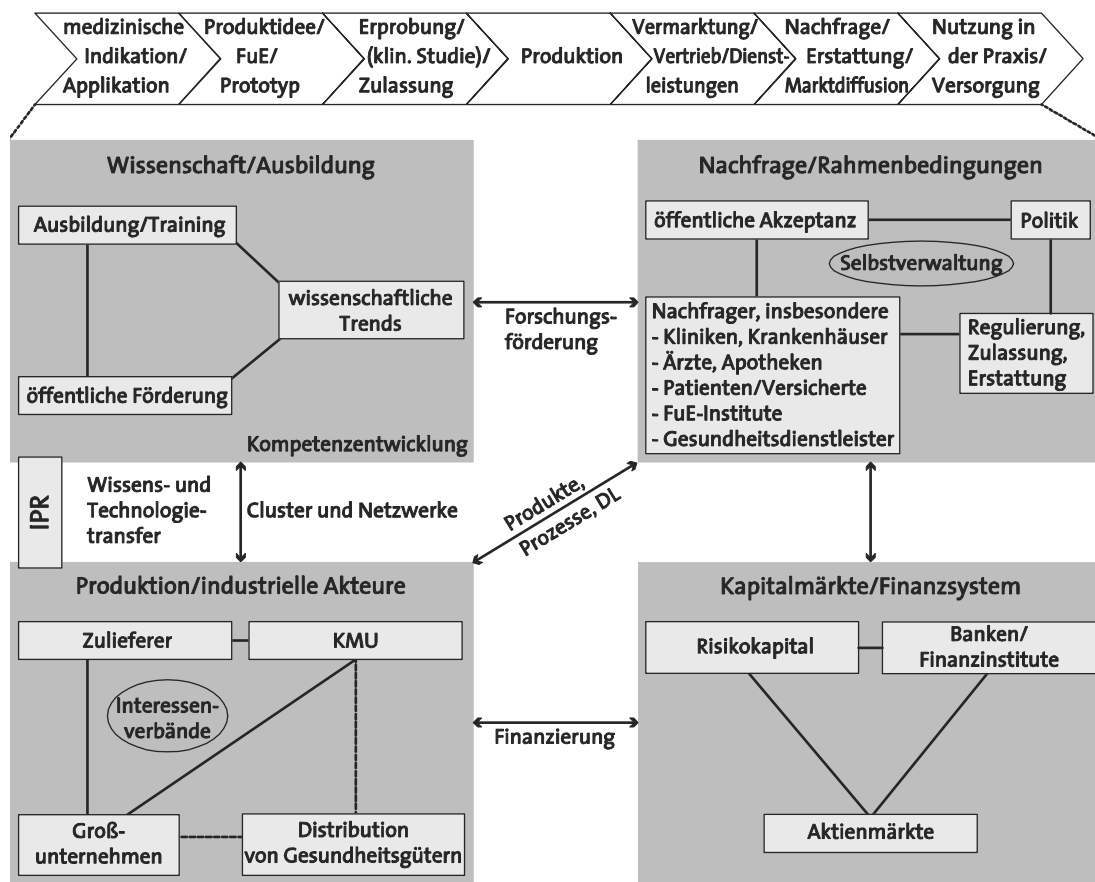 medizinische
Indikation/
Applikation
Produktidee/
FuE/
Prototyp
Erprobung/
(klin. Studie)/
Zulassung
Produktion
Vermarktung/
Vertrieb/Dienst-
leistungen
Nachfrage/
Erstattung/
Marktdiffusion
Nutzung in
der Praxis/
Versorgung
Wissenschaft/Ausbildung
Ausbildung/Training
wissenschaftliche
Trends
öffentliche Förderung
Kompetenzentwicklung
Forschungs-
förderung
Nachfrage/Rahmenbedingungen
öffentliche Akzeptanz
Politik
Selbstverwaltung
Nachfrager, insbesondere
- Kliniken, Krankenhäuser
- Ärzte, Apotheken
- Patienten/Versicherte
- FuE-Institute
- Gesundheitsdienstleister
Regulierung,
Zulassung,
Erstattung
IPR
Wissens- und
Technologie-
transfer
Cluster und Netzwerke
Produkte,
Prozesse, DL
Produktion/industrielle Akteure
Zulieferer
KMU
Interessen-
verbände
Groß-
unternehmen
Distribution
von Gesundheitsgütern
Finanzierung
Kapitalmärkte/Finanzsystem
Risikokapital
Banken/
Finanzinstitute
Aktienmärkte